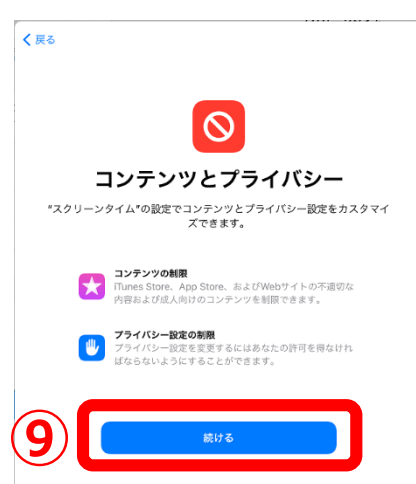 戻る
コンテンツとプライバシー
"スクリーンタイム"の設定でコンテンツとプライバシー設定をカスタマイ
ズできます。
コンテンツの制限
iTunes Store、App Store、およびWebサイトの不適切な
内容および成人向けのコンテンツを制限できます。
プライバシー設定の制限
プライバシー設定を変更するにはあなたの許可を得なけれ
ばならないようにすることができます。
⑨
続ける